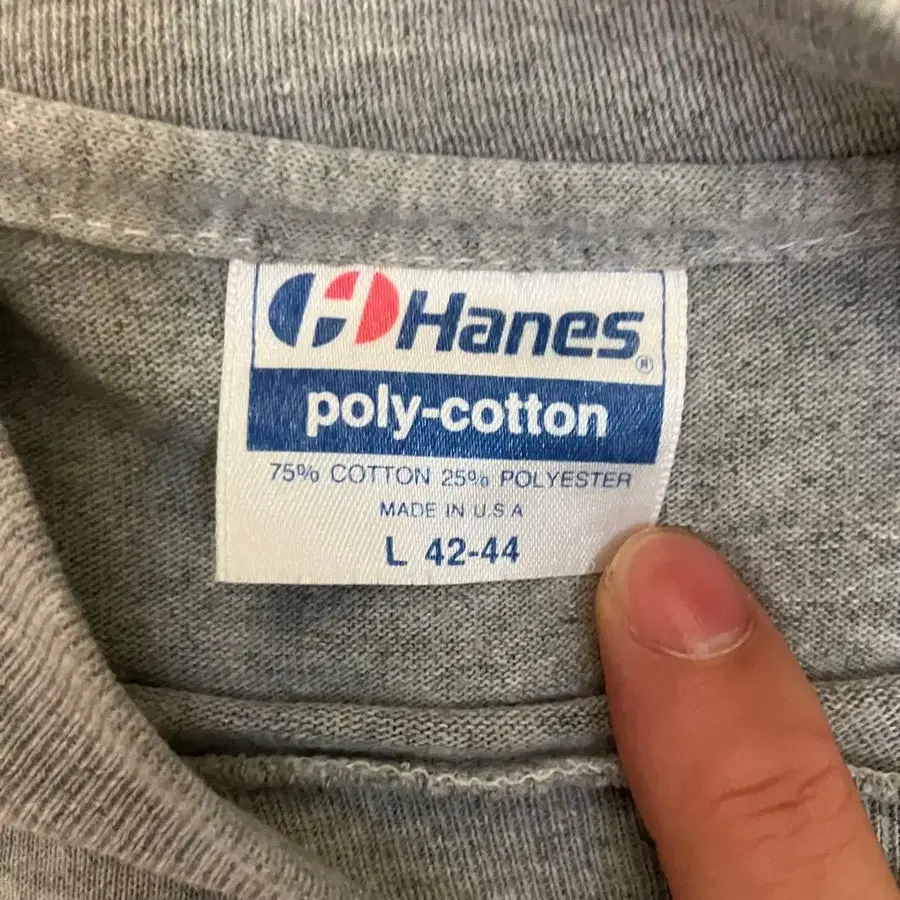 Hanes®
poly-cotton
75% COTTON 25% POLYESTER
MADE IN U.S.A
L 42-44